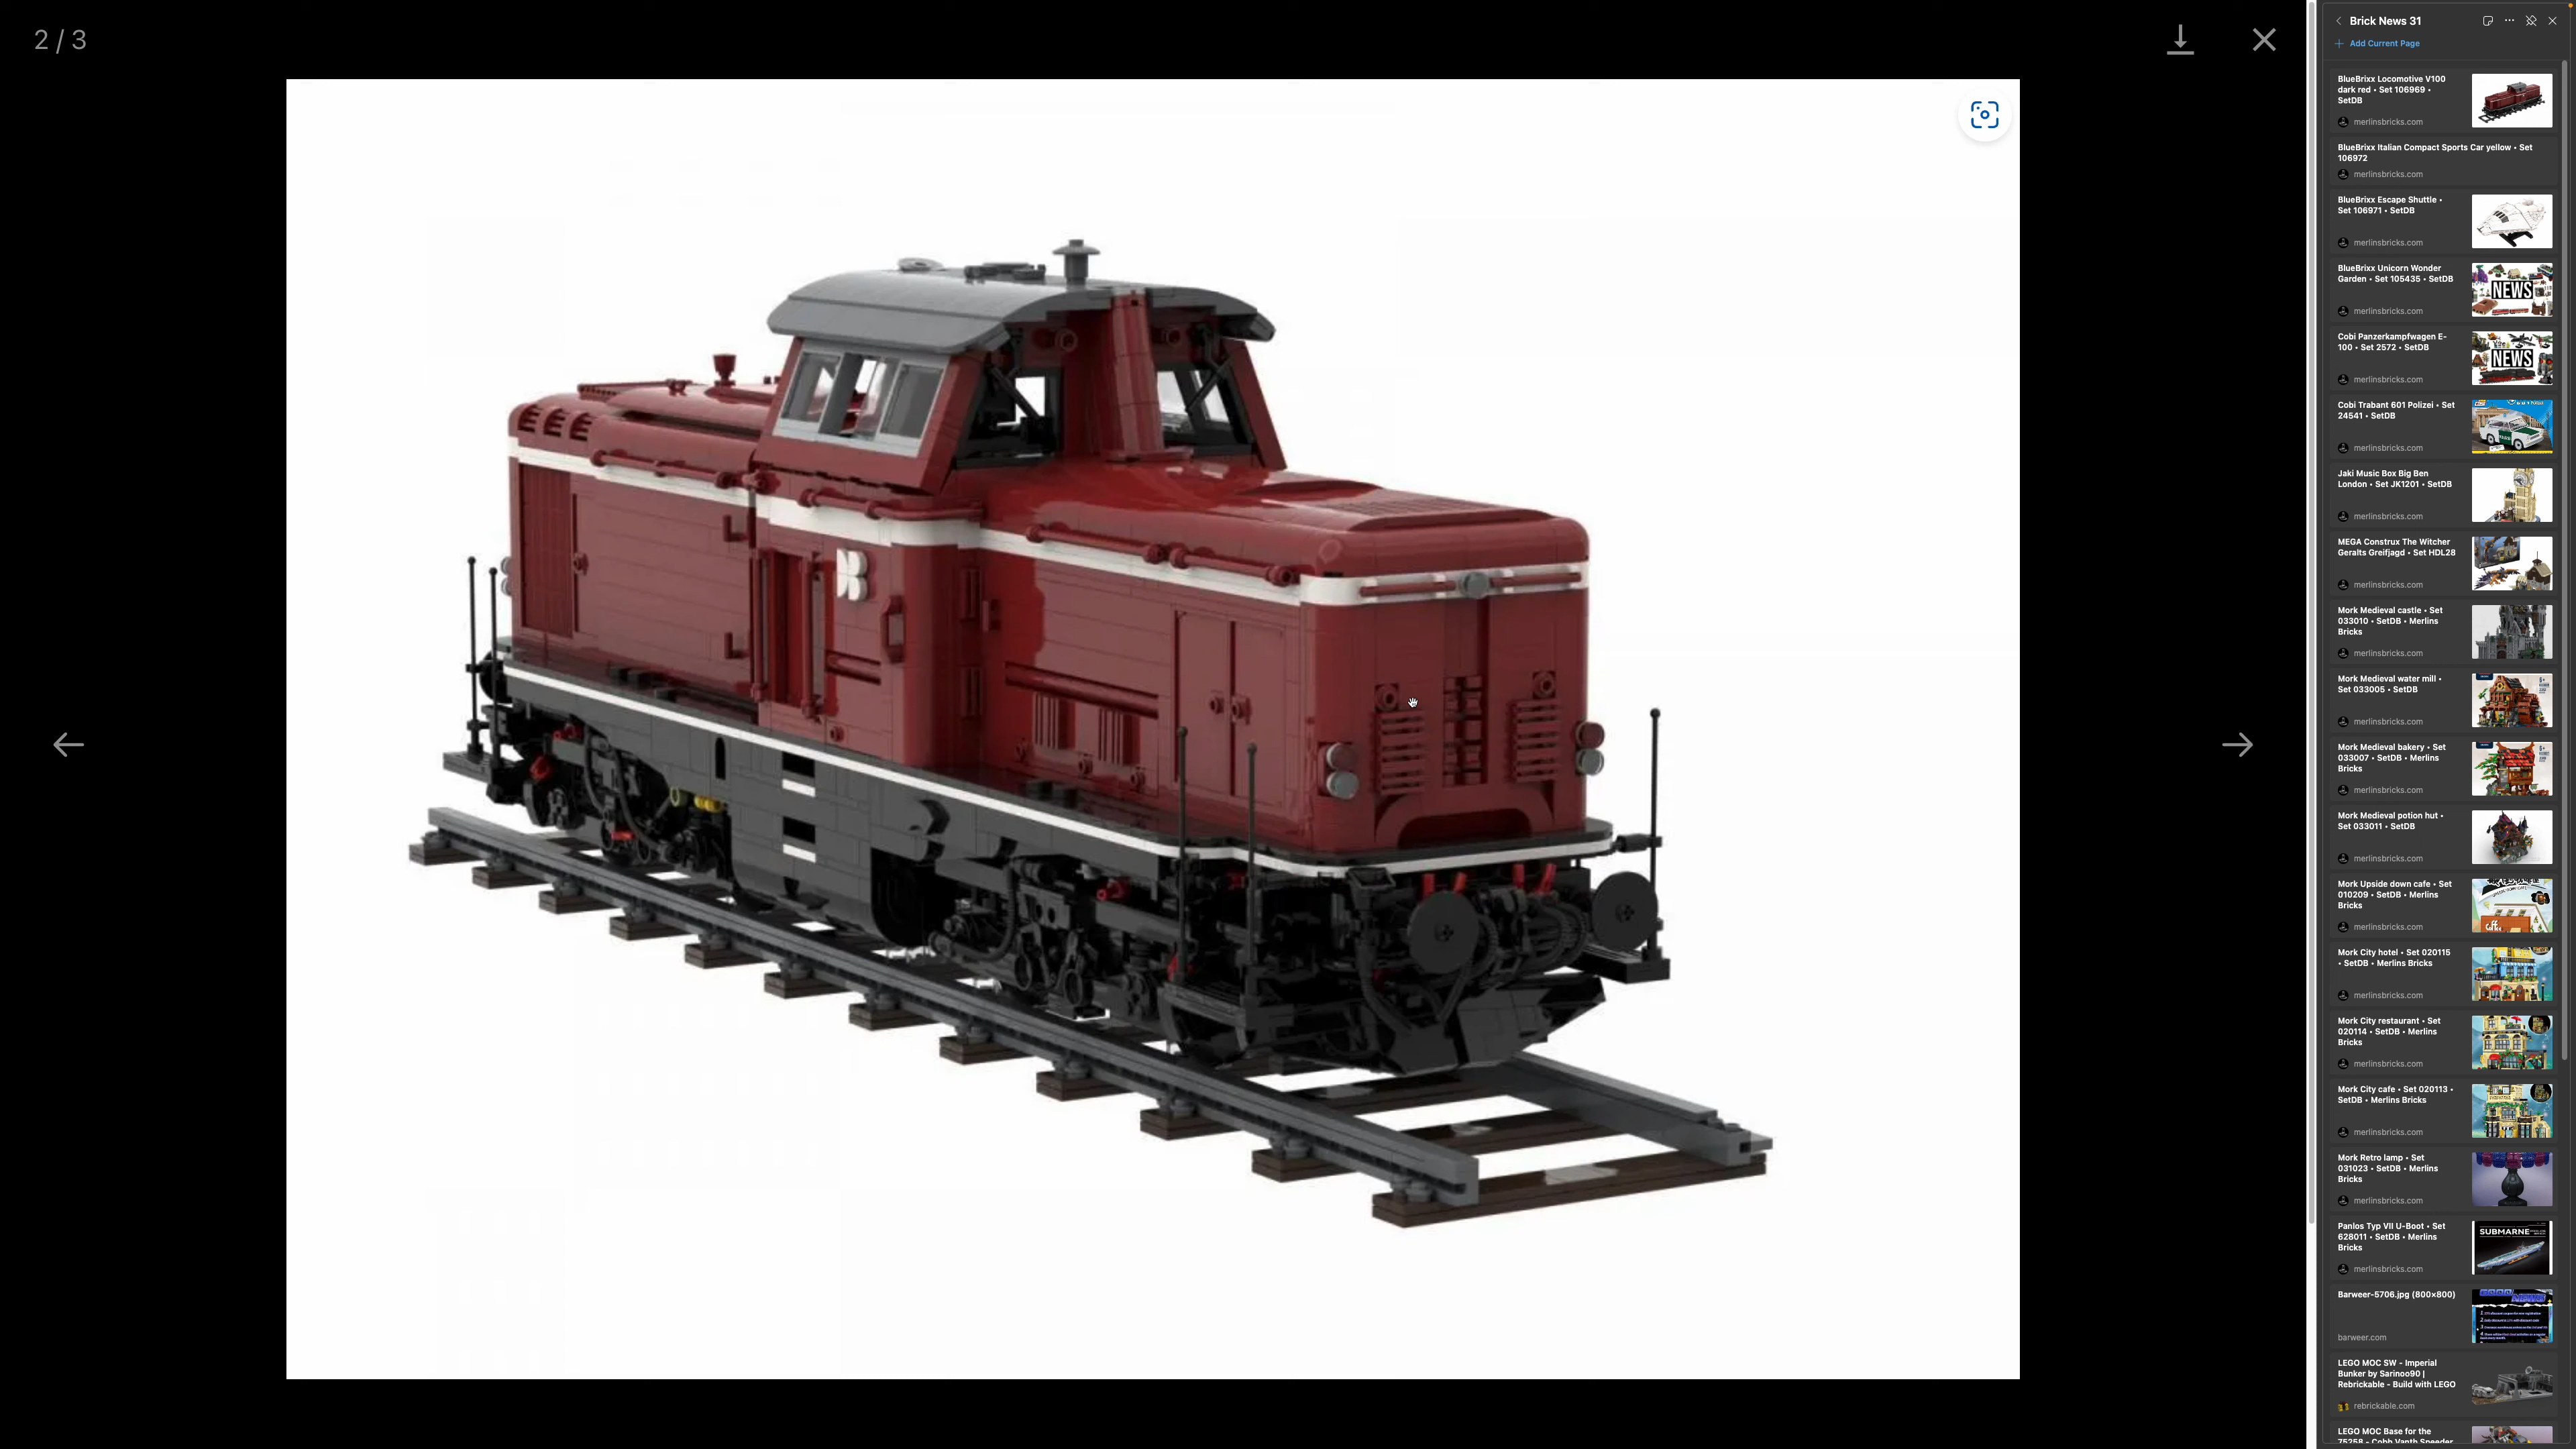 2 / 3
Brick News 31
Add Current Page
BlueBrixx Locomotive V100
dark red • Set 106969 •
SetDB
merlinsbricks.com
BlueBrixx Italian Compact Sports Car yellow • Set
106972
merlinsbricks.com
BlueBrixx Escape Shuttle •
Set 106971 • SetDB
merlinsbricks.com
BlueBrixx Unicorn Wonder
Garden • Set 105435 • SetDB
NEWS
merlinsbricks.com
Cobi Panzerkampfwagen E-
100 • Set 2572 • SetDB
NEWS
merlinsbricks.com
Cobi Trabant 601 Polizei • Set
24541 • SetDB
merlinsbricks.com
Jaki Music Box Big Ben
London • Set JK1201 • SetDB
merlinsbricks.com
MEGA Construx The Witcher
Geralts Greifjagd • Set HDL28
merlinsbricks.com
Mork Medieval castle • Set
033010 • SetDB • Merlins
Bricks
merlinsbricks.com
Mork Medieval water mill •
Set 033005 • SetDB
merlinsbricks.com
Mork Medieval bakery • Set
033007 • SetDB • Merlins
Bricks
merlinsbricks.com
Mork Medieval potion hut •
Set 033011 • SetDB
merlinsbricks.com
Mork Upside down cafe • Set
010209 • SetDB • Merlins
Bricks
merlinsbricks.com
Mork City hotel • Set 020115
• SetDB • Merlins Bricks
merlinsbricks.com
Mork City restaurant • Set
020114 • SetDB • Merlins
Bricks
merlinsbricks.com
Mork City cafe • Set 020113 •
SetDB • Merlins Bricks
merlinsbricks.com
Mork Retro lamp • Set
031023 • SetDB • Merlins
Bricks
merlinsbricks.com
Panlos Typ VII U-Boot • Set
628011 • SetDB • Merlins
Bricks
SUBMARNE
merlinsbricks.com
Barweer-5706.jpg (800×800)
barweer.com
LEGO MOC SW - Imperial
Bunker by Sarinoo90 |
Rebrickable - Build with LEGO
rebrickable.com
LEGO MOC Base for the
75258 - Cobb Vanth Speeder